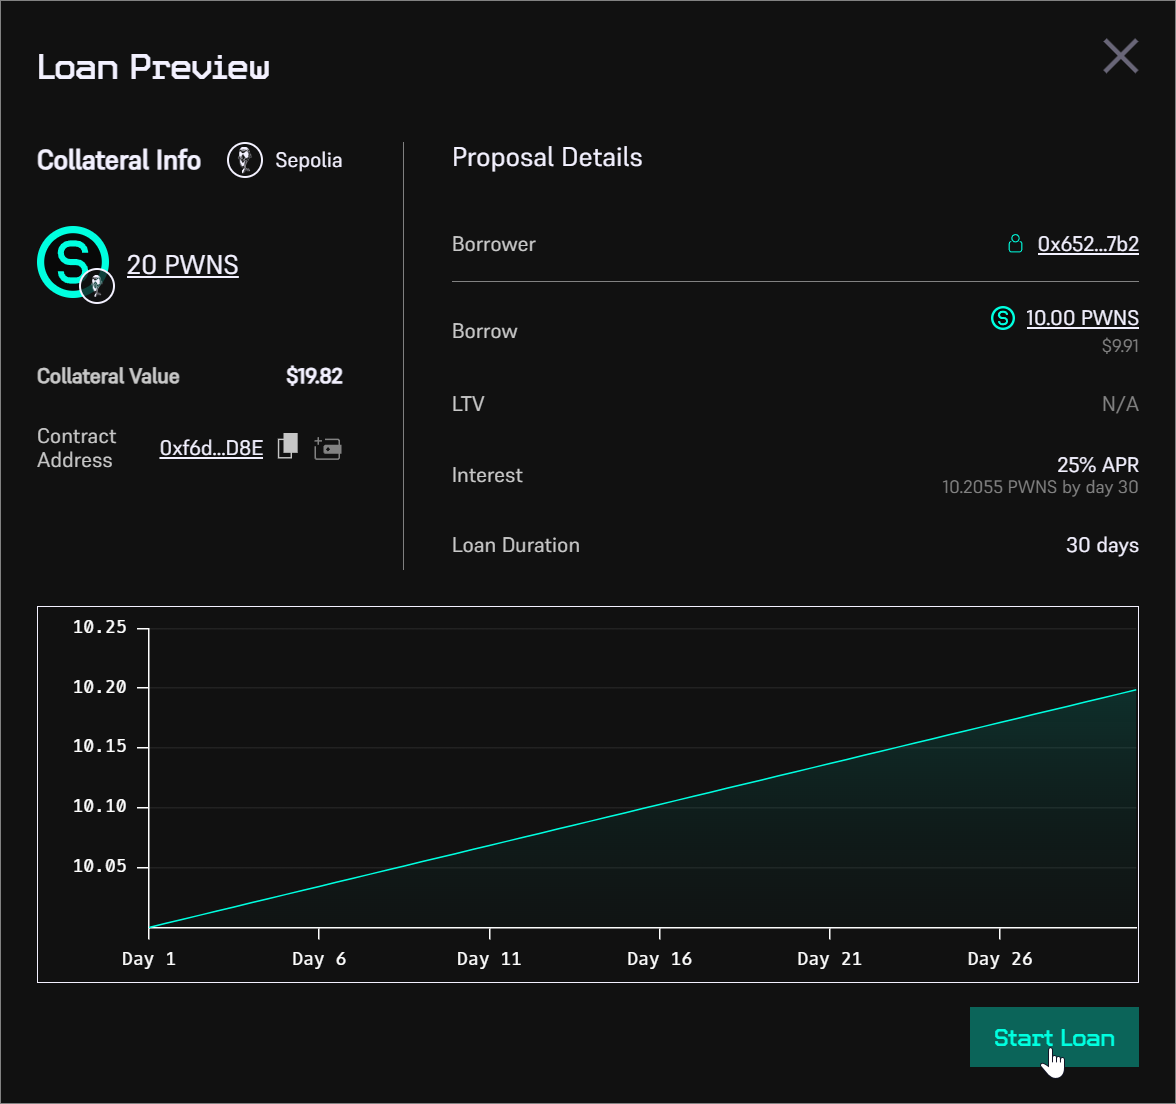 Loan Preview
Collateral Info
Sepolia
20 PWNS
Collateral Value
$19.82
Contract
Address
0xf6d...D8E
Proposal Details
Borrower
0x652...7b2
Borrow
10.00 PWNS
$9.91
LTV
N/A
Interest
25% APR
10.2055 PWNS by day 30
Loan Duration
30 days
10.25
10.20
10.15
10.10
10.05
Day 1
Day 6
Day 11
Day 16
Day 21
Day 26
Start Loan